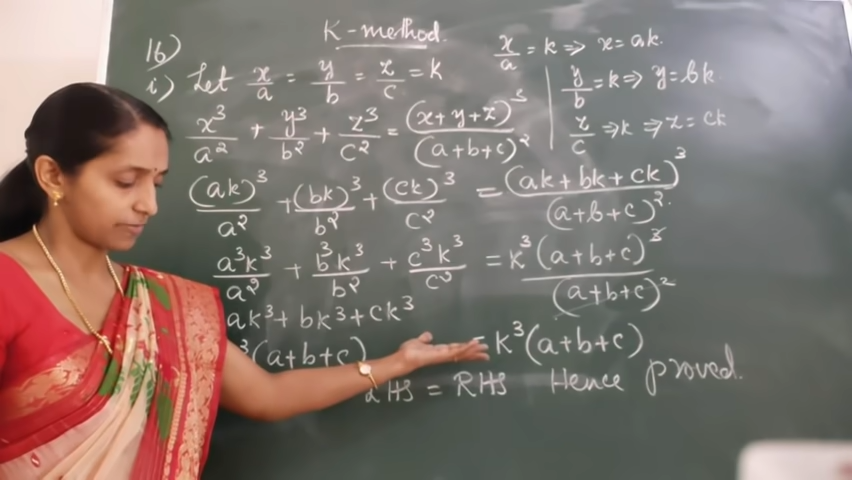 K-method.
16)
i) Let x/a = y/b = z/c = K
x/a = k ⇒ x = ak.
y/b = k ⇒ y = bk.
z/c ⇒ k ⇒ z = ck
x³/a² + y³/b² + z³/c² = (x+y+z)³/(a+b+c)²
(ak)³/a² + (bk)³/b² + (ck)³/c² = (ak+bk+ck)³/(a+b+c)²
a³k³/a² + b³k³/b² + c³k³/c² = K³(a+b+c)³/(a+b+c)²
ak³ + bk³ + ck³
³(a+b+c) = K³(a+b+c)
LHS = RHS Hence proved.